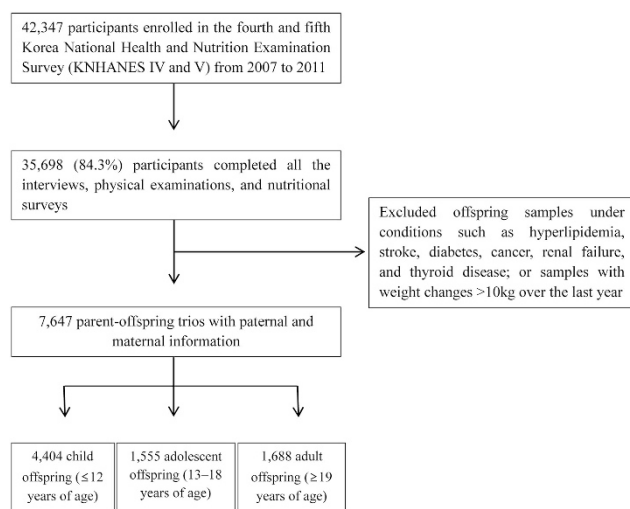 42,347 participants enrolled in the fourth and fifth
Korea National Health and Nutrition Examination
Survey (KNHANES IV and V) from 2007 to 2011
35,698 (84.3%) participants completed all the
interviews, physical examinations, and nutritional
surveys
Excluded offspring samples under
conditions such as hyperlipidemia,
stroke, diabetes, cancer, renal failure,
and thyroid disease; or samples with
weight changes >10kg over the last year
7,647 parent-offspring trios with paternal and
maternal information
4,404 child
offspring (≤12
years of age)
1,555 adolescent
offspring (13–18
years of age)
1,688 adult
offspring (≥19
years of age)